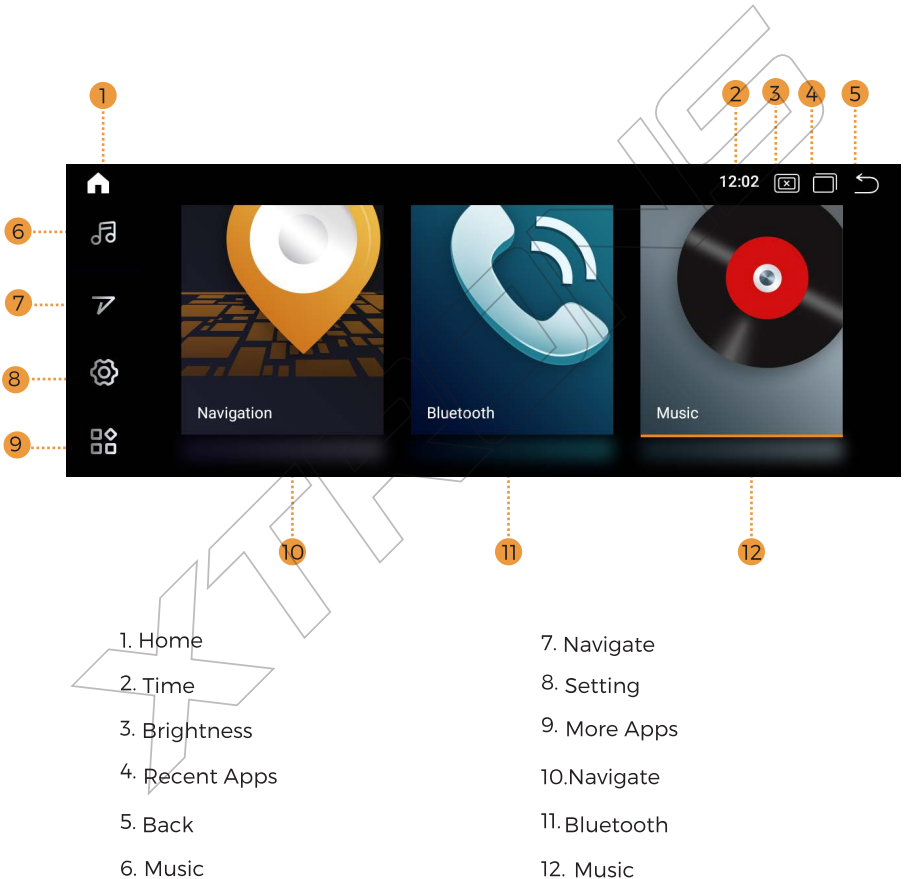 1
2
3
4
5
12:02
6
7
8
9
Navigation
Bluetooth
Music
10
11
12
1. Home
2. Time
3. Brightness
4. Recent Apps
5. Back
6. Music
7. Navigate
8. Setting
9. More Apps
10.Navigate
11.Bluetooth
12. Music
XTRONS